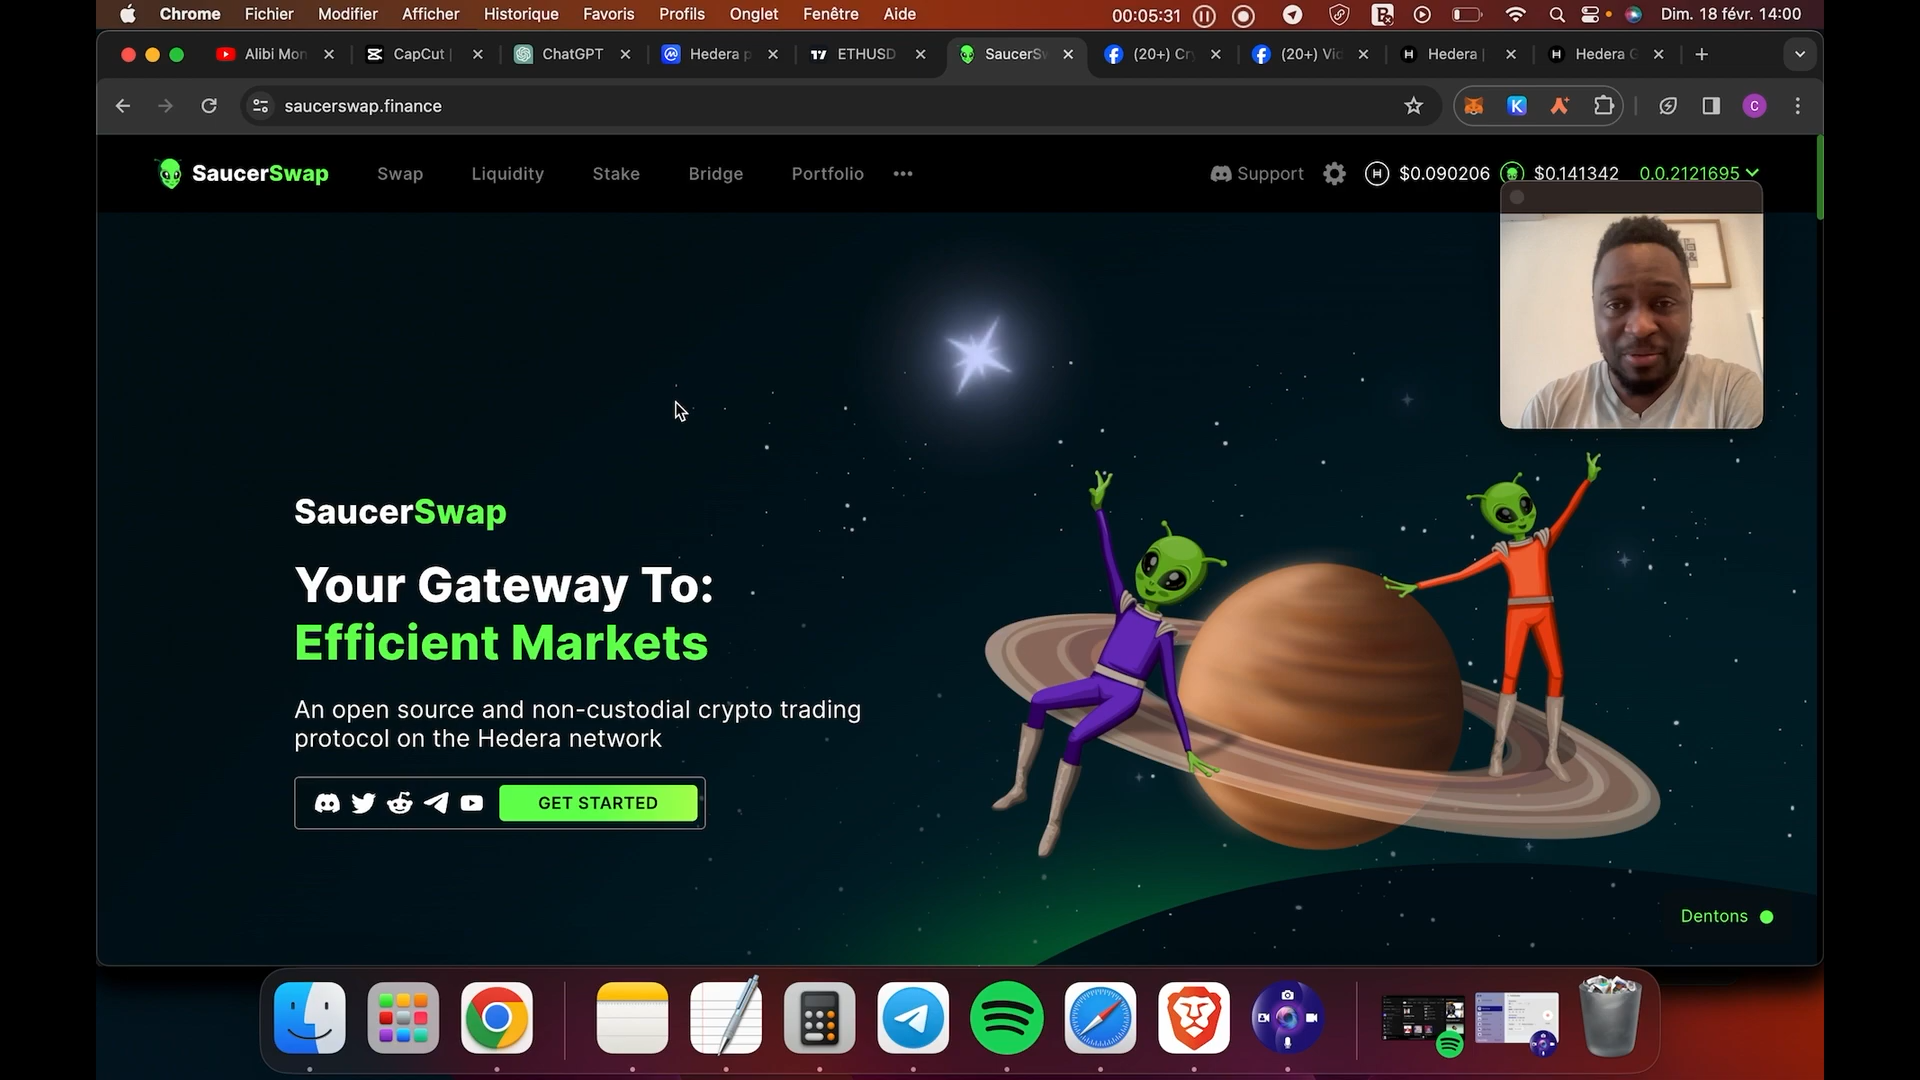 Chrome Fichier Modifier Afficher Historique Favoris Profils Onglet Fenêtre Aide 00:05:31 Dim. 18 févr. 14:00
Alibi Mon CapCut | ChatGPT Hedera p ETHUSD SaucerSw (20+) Cr (20+) Vid Hedera | Hedera G
saucerswap.finance
K
C
SaucerSwap Swap Liquidity Stake Bridge Portfolio ••• Support H $0.090206 $0.141342 0.0.2121695
SaucerSwap
Your Gateway To:
Efficient Markets
An open source and non-custodial crypto trading
protocol on the Hedera network
GET STARTED
Dentons